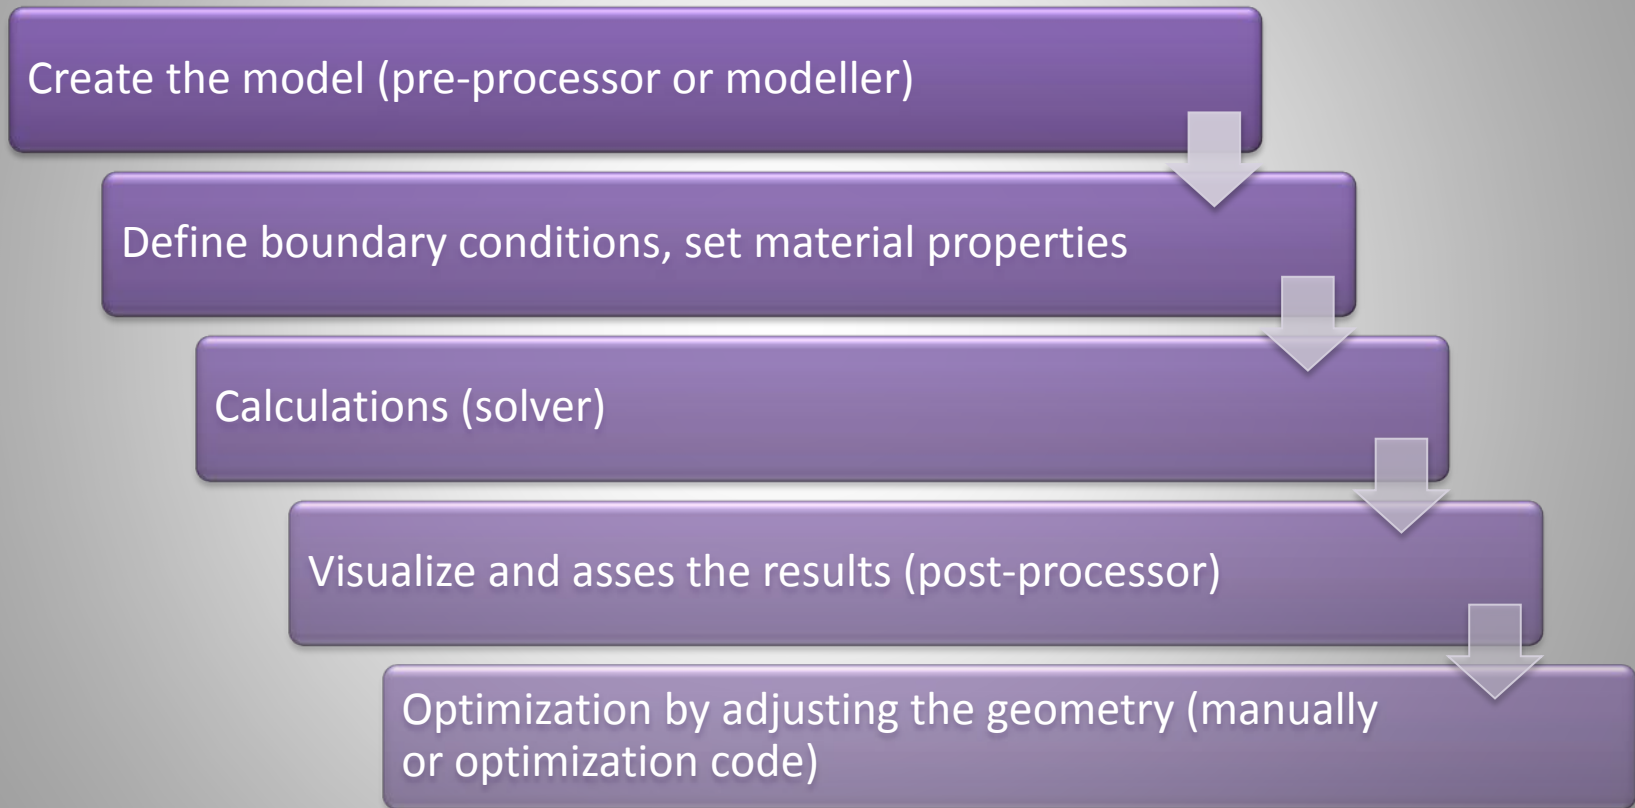 Create the model (pre-processor or modeller)
Define boundary conditions, set material properties
Calculations (solver)
Visualize and asses the results (post-processor)
Optimization by adjusting the geometry (manually
or optimization code)